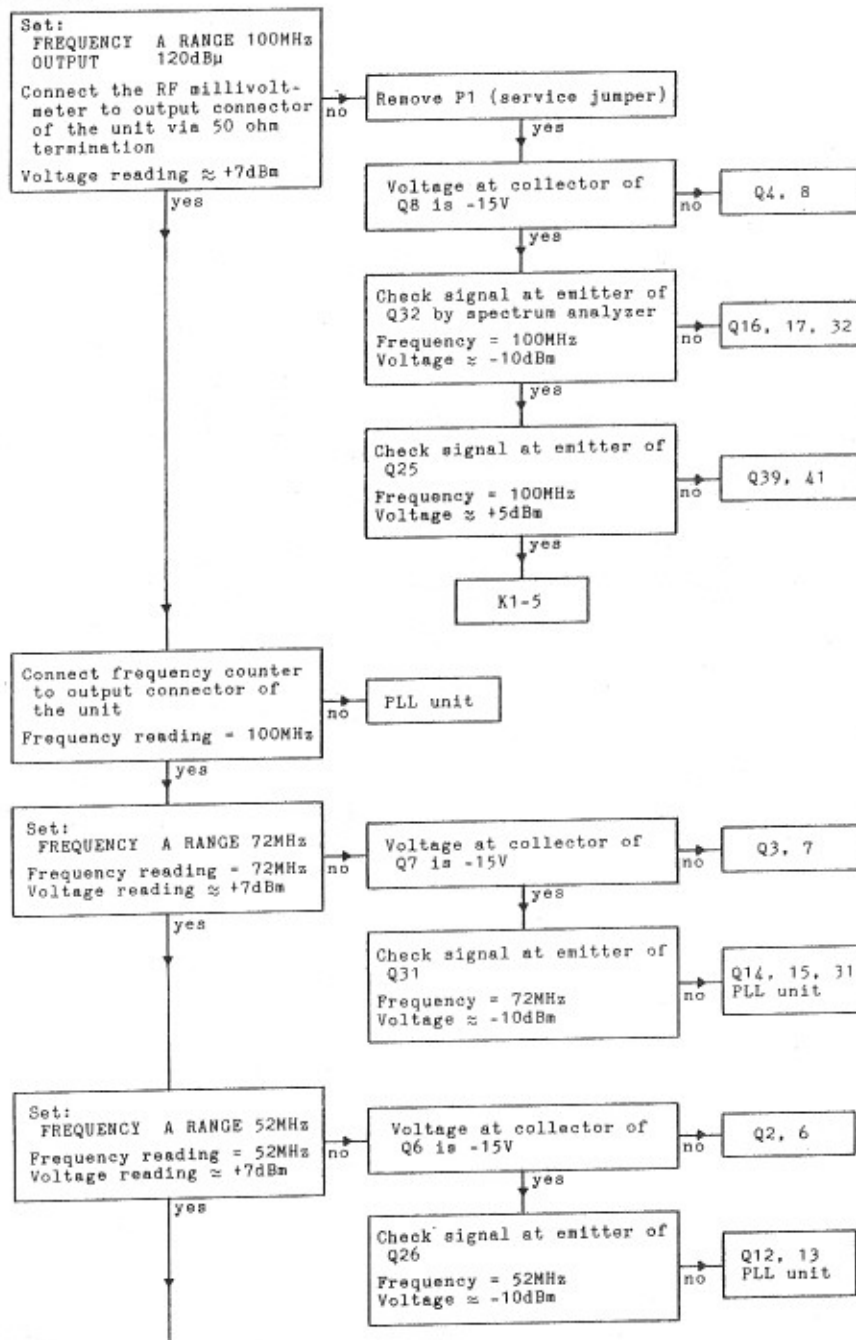 Set:
FREQUENCY A RANGE 100MHz
OUTPUT 120dBμ
Connect the RF millivolt-
meter to output connector
of the unit via 50 ohm
termination
Voltage reading ≈ +7dBm
no
yes
Remove P1 (service jumper)
yes
Voltage at collector of
Q8 is -15V
no
Q4, 8
yes
Check signal at emitter of
Q32 by spectrum analyzer
Frequency = 100MHz
Voltage ≈ -10dBm
no
Q16, 17, 32
yes
Check signal at emitter of
Q25
Frequency = 100MHz
Voltage ≈ +5dBm
no
Q39, 41
yes
K1-5
Connect frequency counter
to output connector of
the unit
Frequency reading = 100MHz
no
PLL unit
yes
Set:
FREQUENCY A RANGE 72MHz
Frequency reading = 72MHz
Voltage reading ≈ +7dBm
no
yes
Voltage at collector of
Q7 is -15V
no
Q3, 7
yes
Check signal at emitter of
Q31
Frequency = 72MHz
Voltage ≈ -10dBm
no
Q14, 15, 31
PLL unit
Set:
FREQUENCY A RANGE 52MHz
Frequency reading = 52MHz
Voltage reading ≈ +7dBm
no
yes
Voltage at collector of
Q6 is -15V
no
Q2, 6
yes
Check signal at emitter of
Q26
Frequency = 52MHz
Voltage ≈ -10dBm
no
Q12, 13
PLL unit